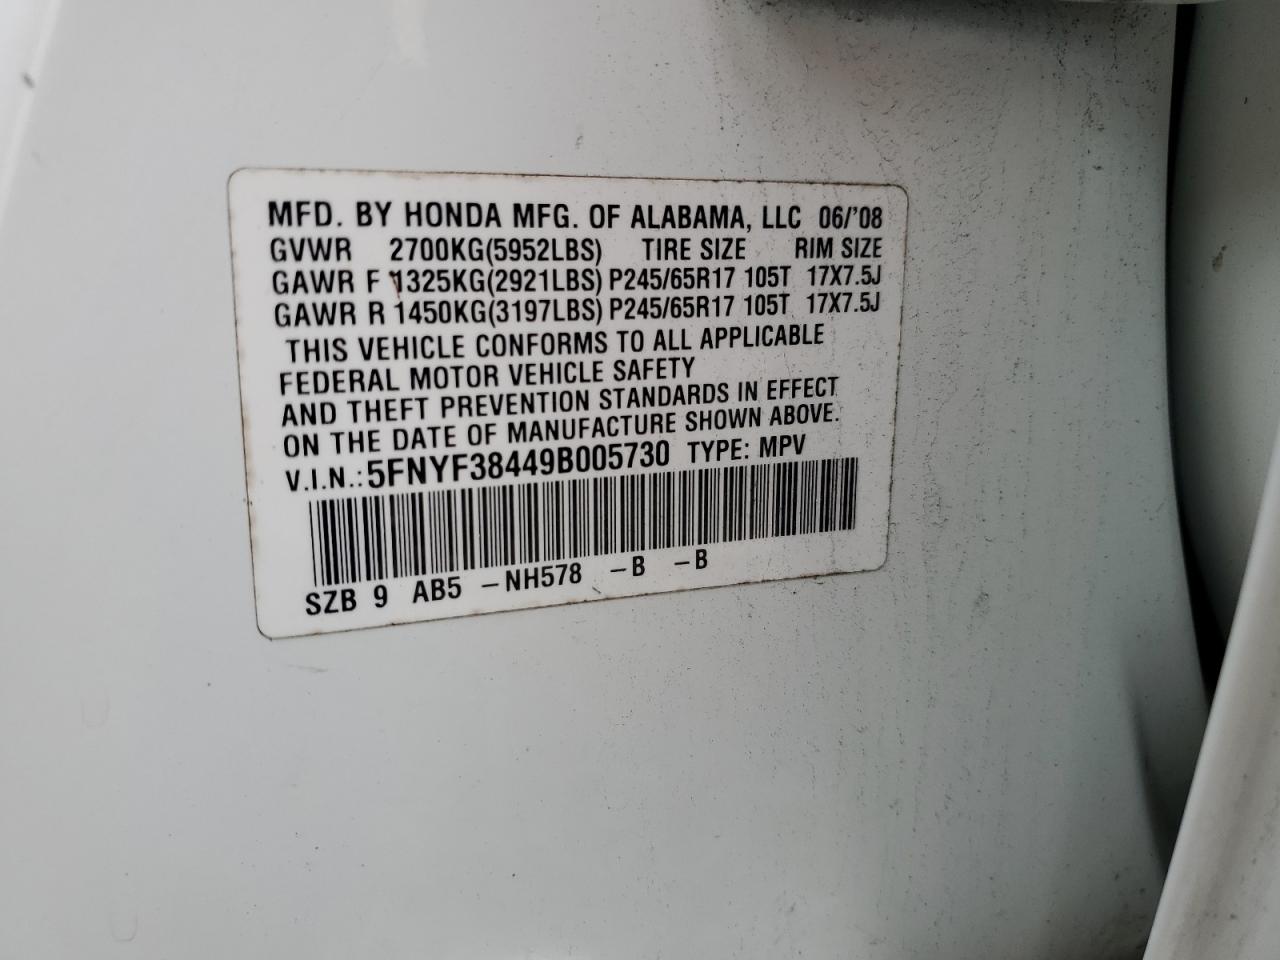 MFD. BY HONDA MFG. OF ALABAMA, LLC 06/'08
GVWR 2700KG(5952LBS) TIRE SIZE RIM SIZE
GAWR F 1325KG(2921LBS) P245/65R17 105T 17X7.5J
GAWR R 1450KG(3197LBS) P245/65R17 105T 17X7.5J
THIS VEHICLE CONFORMS TO ALL APPLICABLE
FEDERAL MOTOR VEHICLE SAFETY
AND THEFT PREVENTION STANDARDS IN EFFECT
ON THE DATE OF MANUFACTURE SHOWN ABOVE.
V.I.N.: 5FNYF38449B005730 TYPE: MPV
SZB 9 AB5 -NH578 -B -B